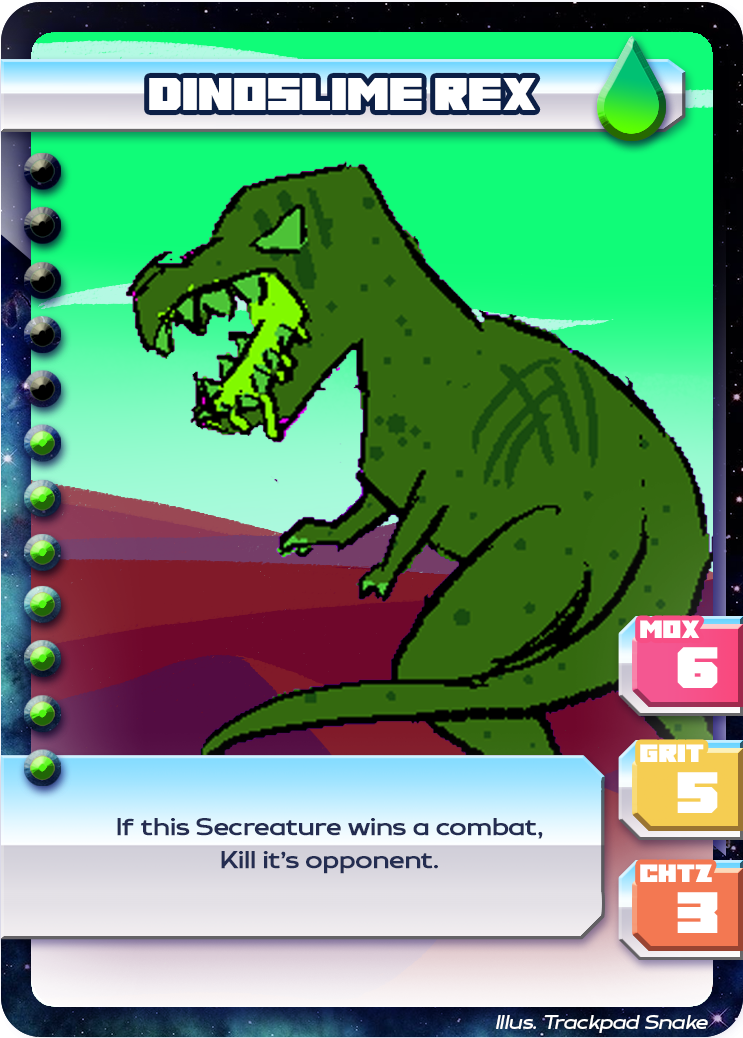 DINOSLIME REX
MOX
6
GRIT
5
CHTZ
3
If this Secreature wins a combat,
Kill it's opponent.
Illus. Trackpad Snake